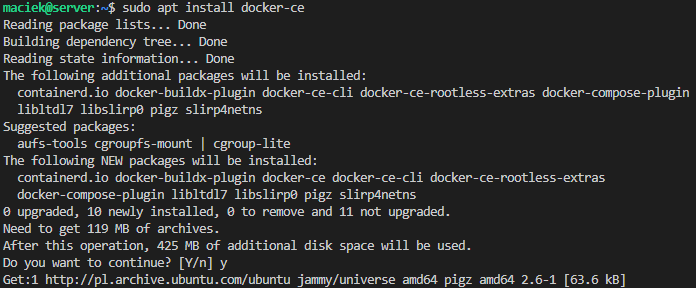 maciek@server:~$ sudo apt install docker-ce
Reading package lists... Done
Building dependency tree... Done
Reading state information... Done
The following additional packages will be installed:
  containerd.io docker-buildx-plugin docker-ce-cli docker-ce-rootless-extras docker-compose-plugin
  libltdl7 libslirp0 pigz slirp4netns
Suggested packages:
  aufs-tools cgroupfs-mount | cgroup-lite
The following NEW packages will be installed:
  containerd.io docker-buildx-plugin docker-ce docker-ce-cli docker-ce-rootless-extras
  docker-compose-plugin libltdl7 libslirp0 pigz slirp4netns
0 upgraded, 10 newly installed, 0 to remove and 11 not upgraded.
Need to get 119 MB of archives.
After this operation, 425 MB of additional disk space will be used.
Do you want to continue? [Y/n] y
Get:1 http://pl.archive.ubuntu.com/ubuntu jammy/universe amd64 pigz amd64 2.6-1 [63.6 kB]